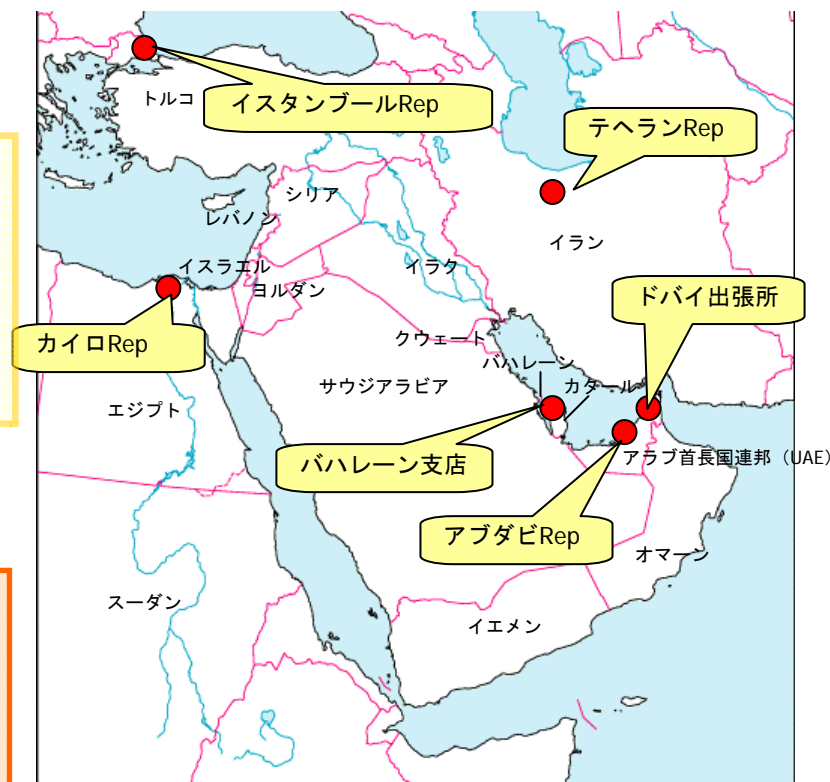 トルコ
イスタンブールRep
テヘランRep
シリア
レバノン
イラン
イスラエル
イラク
ヨルダン
ドバイ出張所
カイロRep
クウェート
バハレーン
サウジアラビア
カタール
エジプト
バハレーン支店
アラブ首長国連邦（UAE）
アブダビRep
オマーン
スーダン
イエメン